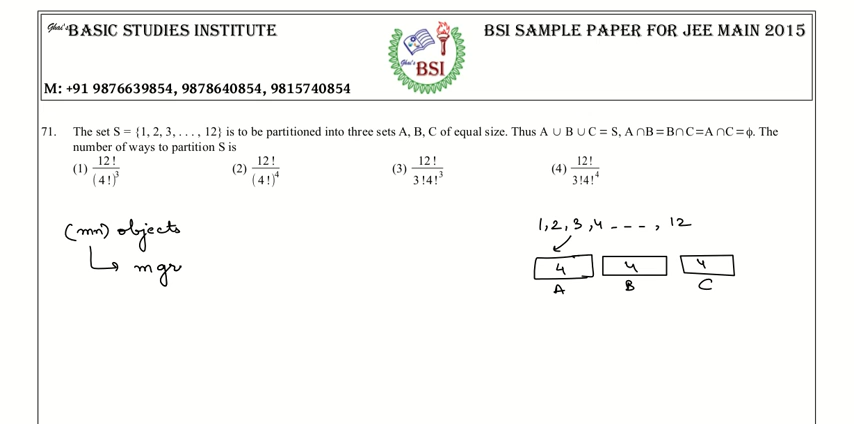 Ghai's BASIC STUDIES INSTITUTE
BSI SAMPLE PAPER FOR JEE MAIN 2015
Ghai's
BSI
M: +91 9876639854, 9878640854, 9815740854
71. The set S = {1, 2, 3, . . . , 12} is to be partitioned into three sets A, B, C of equal size. Thus A ∪ B ∪ C = S, A ∩B = B∩C=A ∩C = ϕ. The
number of ways to partition S is
(1) 12!/(4!)³ (2) 12!/(4!)⁴ (3) 12!/3!4!³ (4) 12!/3!4!⁴
(mn) objects
↳ m gr
1, 2, 3, 4 - - - , 12
4 4 4
A B C